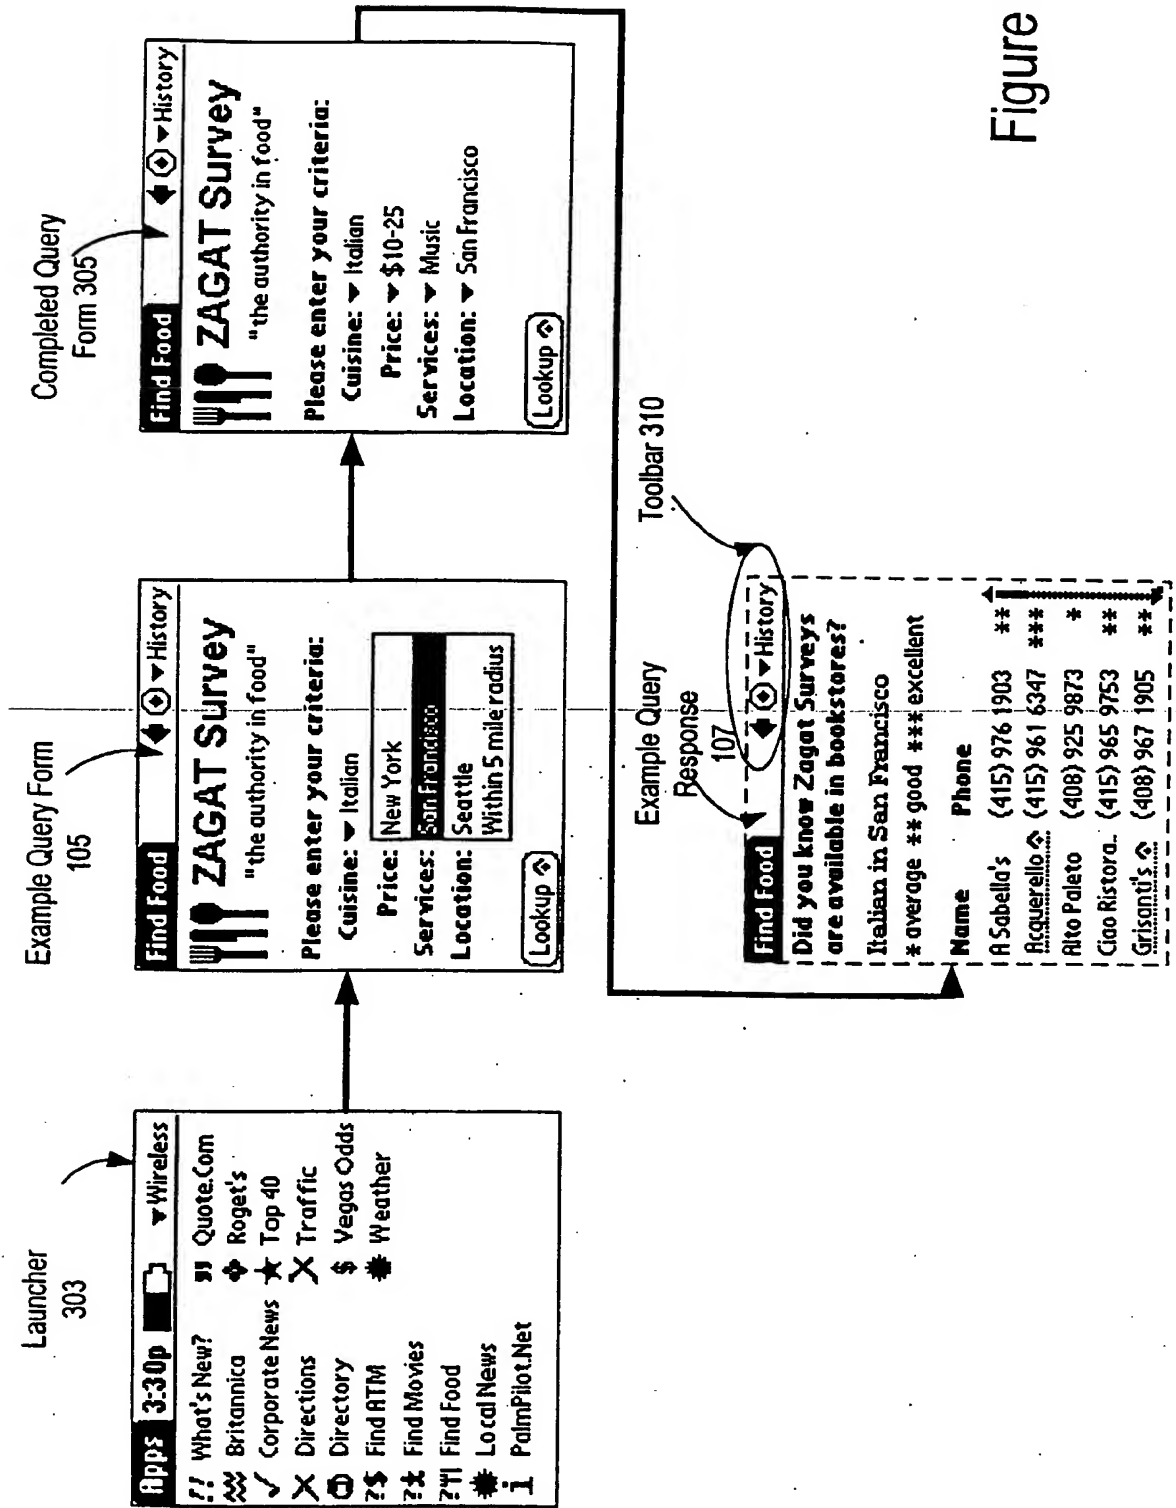 Launcher
303
Apps 3:30p ▼Wireless
?? What's New?
Britannica
Corporate News
Directions
Directory
?$ Find ATM
Find Movies
Find Food
Local News
i PalmPilot.Net
Quote.Com
Roget's
Top 40
Traffic
$ Vegas Odds
Weather
Example Query Form
105
Find Food ▼History
ZAGAT Survey
"the authority in food"
Please enter your criteria:
Cuisine: ▼ Italian
Price: New York
Services: San Francisco
Location: Seattle
Within 5 mile radius
Lookup
Completed Query
Form 305
Find Food ▼History
ZAGAT Survey
"the authority in food"
Please enter your criteria:
Cuisine: ▼ Italian
Price: ▼ $10-25
Services: ▼ Music
Location: ▼ San Francisco
Lookup
Example Query
Response
107
Toolbar 310
Find Food ▼History
Did you know Zagat Surveys
are available in bookstores?
Italian in San Francisco
* average ** good *** excellent
Name Phone
A Sabella's (415) 976 1903 **
Acquerello (415) 961 6347 ***
Alto Paleto (408) 925 9873 *
Ciao Ristora.. (415) 965 9753 **
Grisanti's (408) 967 1905 **
Figure